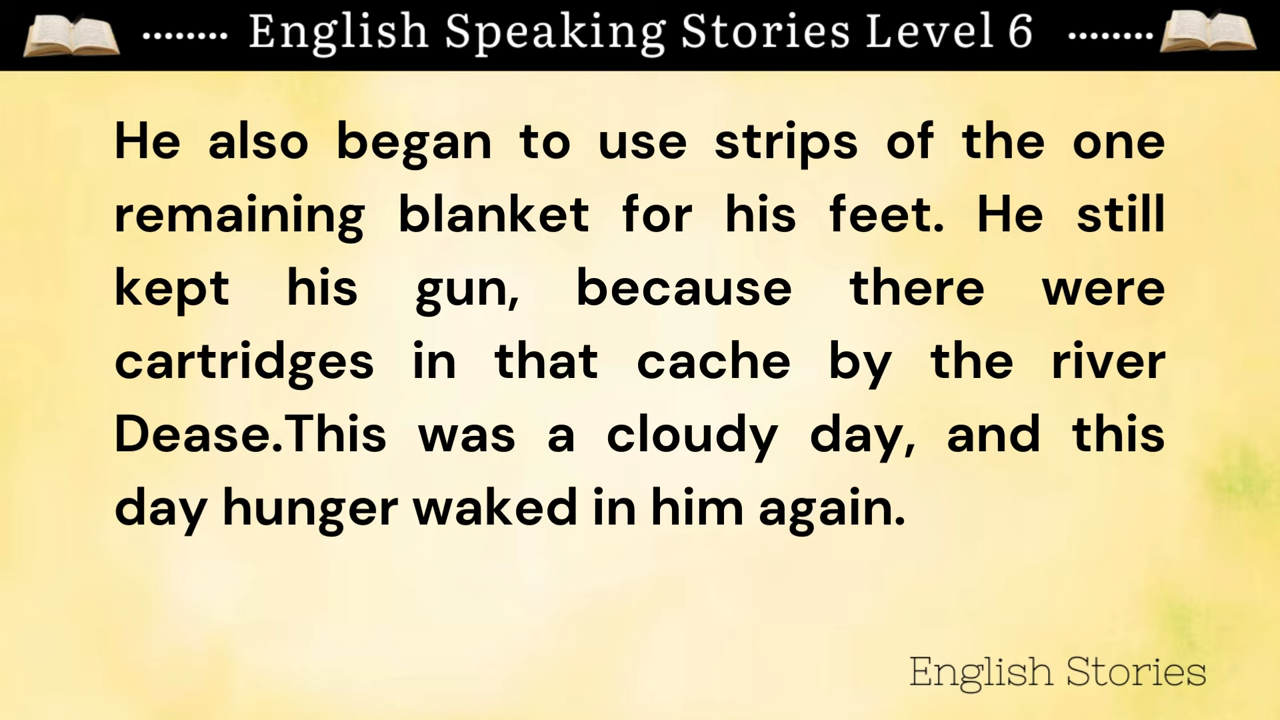 English Speaking Stories Level 6
He also began to use strips of the one
remaining blanket for his feet. He still
kept his gun, because there were
cartridges in that cache by the river
Dease.This was a cloudy day, and this
day hunger waked in him again.
English Stories